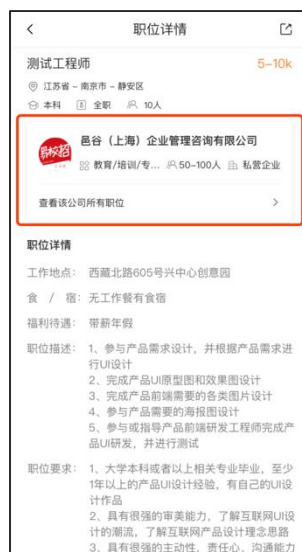 职位详情
测试工程师 5-10k
江苏省 - 南京市 - 静安区
本科 全职 10人
易校招
邑谷（上海）企业管理咨询有限公司
教育/培训/专... 50-100人 私营企业
查看该公司所有职位
职位详情
工作地点： 西藏北路605号兴中心创意园
食 / 宿：无工作餐有食宿
福利待遇： 带薪年假
职位描述： 1、参与产品需求设计，并根据产品需求进
行UI设计
2、完成产品UI原型图和效果图设计
3、完成产品前端需要的各类图片设计
4、参与产品需要的海报图设计
5、参与或指导产品前端研发工程师完成产
品UI研发，并进行测试
职位要求： 1、大学本科或者以上相关专业毕业，至少
1年以上的产品UI设计经验，有自己的UI设
计作品
2、具有很强的审美能力，了解互联网UI设
计的潮流，了解互联网产品设计理念思路
3、具有很强的主动性，责任心，沟通能力